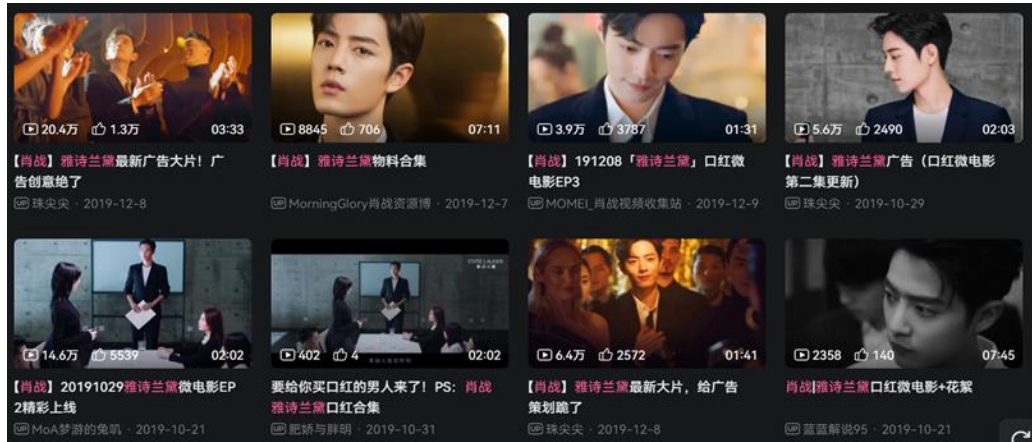 20.4万 1.3万 03:33
【肖战】雅诗兰黛最新广告大片！广
告创意绝了
UP 珠尖尖 · 2019-12-8
8845 706 07:11
【肖战】雅诗兰黛物料合集
UP MorningGlory肖战资源博 · 2019-12-7
3.9万 3787 01:31
【肖战】191208「雅诗兰黛」口红微
电影EP3
UP MOMEI_肖战视频收集站 · 2019-12-9
5.6万 2490 02:03
【肖战】雅诗兰黛广告（口红微电影
第二集更新）
UP 珠尖尖 · 2019-10-29
14.6万 5539 02:02
【肖战】20191029雅诗兰黛微电影EP
2精彩上线
UP MoA梦游的兔叽 · 2019-10-21
402 4 02:02
要给你买口红的男人来了！PS：肖战
雅诗兰黛口红合集
UP 肥娇与胖明 · 2019-10-31
6.4万 2572 01:41
【肖战】雅诗兰黛最新大片，给广告
策划跪了
UP 珠尖尖 · 2019-12-8
2358 140 07:45
肖战|雅诗兰黛口红微电影+花絮
UP 蓝蓝解说95 · 2019-10-21